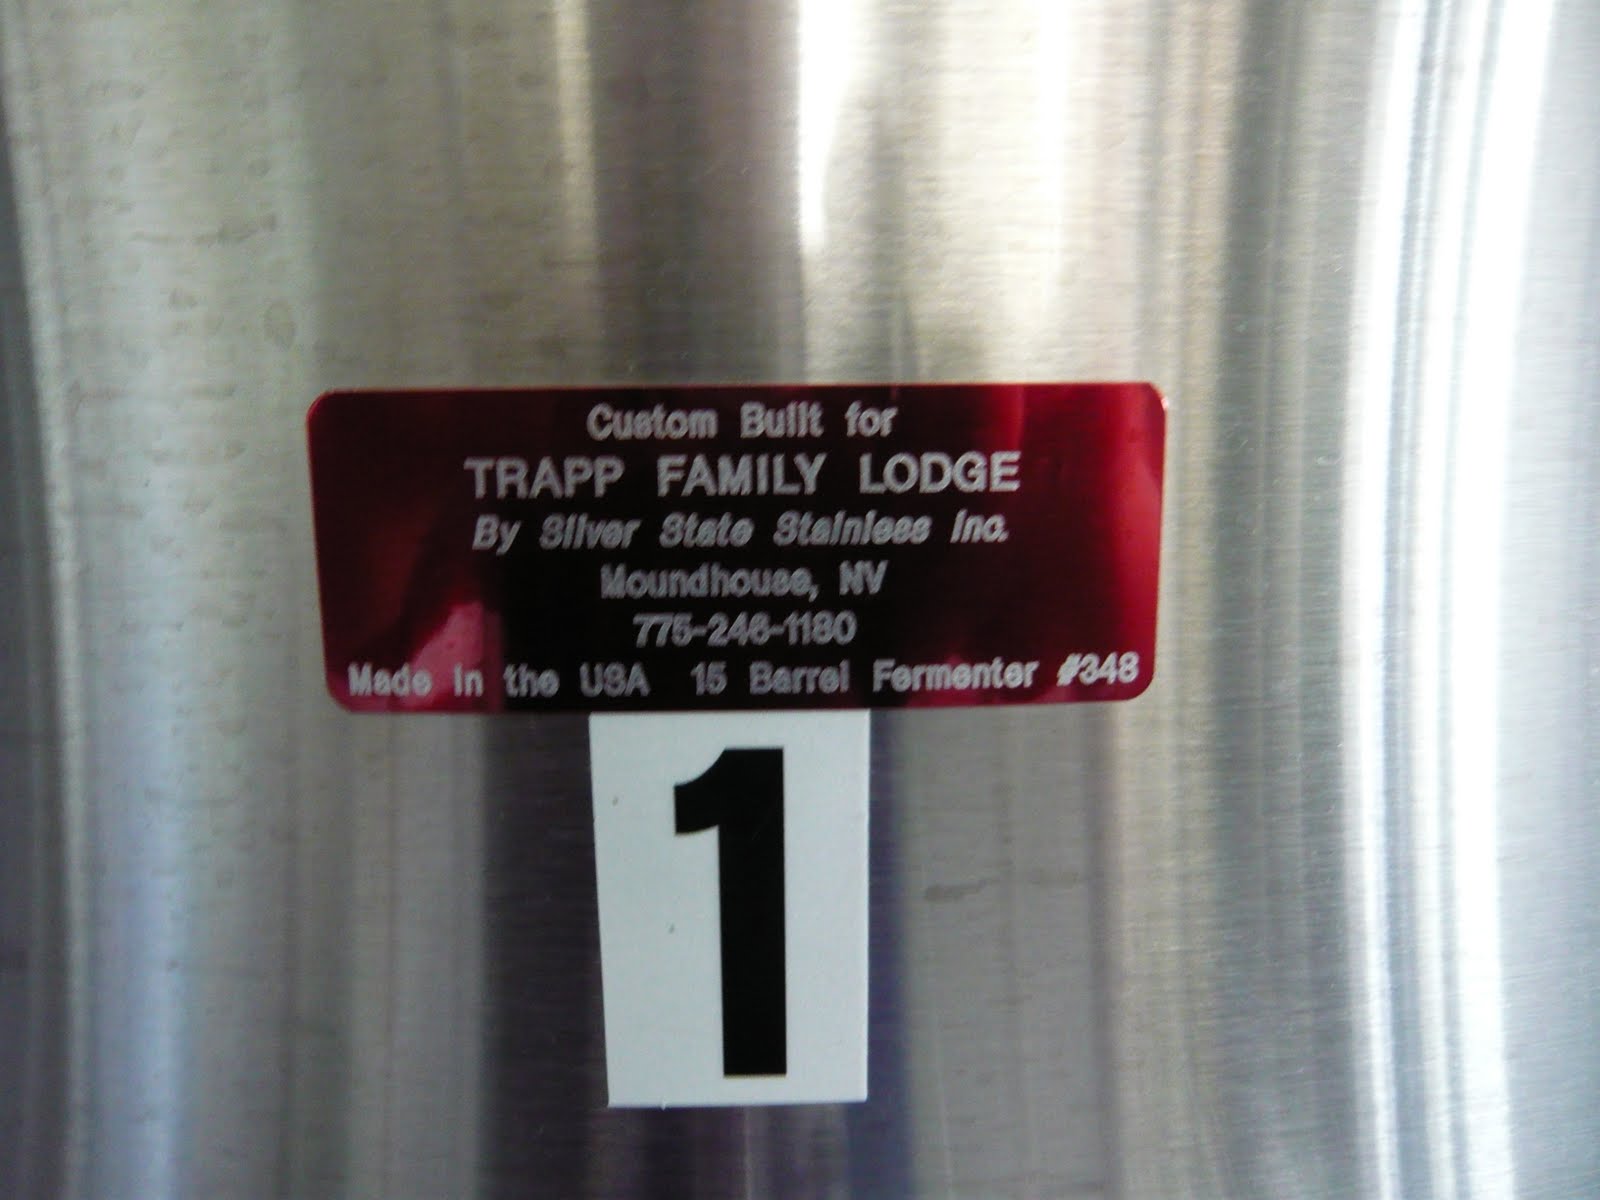 Custom Built for
TRAPP FAMILY LODGE
By Silver State Stainless Inc.
Moundhouse, NV
775-246-1180
Made in the USA 15 Barrel Fermenter #348
1